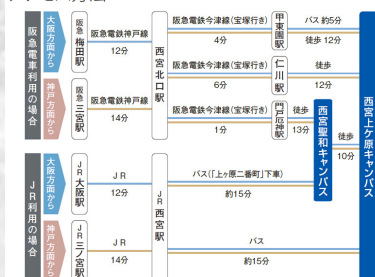 阪急電車利用の場合
大阪方面から
阪急
梅田駅
阪急電鉄神戸線
12分
神戸方面から
阪急
三宮駅
阪急電鉄神戸線
14分
西宮北口駅
阪急電鉄今津線(宝塚行き)
4分
甲東園駅
バス 約5分
徒歩 12分
阪急電鉄今津線(宝塚行き)
6分
仁川駅
徒歩
12分
阪急電鉄今津線(宝塚行き)
1分
門戸厄神駅
徒歩
13分
西宮聖和キャンパス
徒歩
10分
西宮上ケ原キャンパス
JR利用の場合
大阪方面から
JR大阪駅
JR
12分
神戸方面から
JR三ノ宮駅
JR
14分
JR西宮駅
バス(「上ヶ原二番町」下車)
約15分
バス
約15分